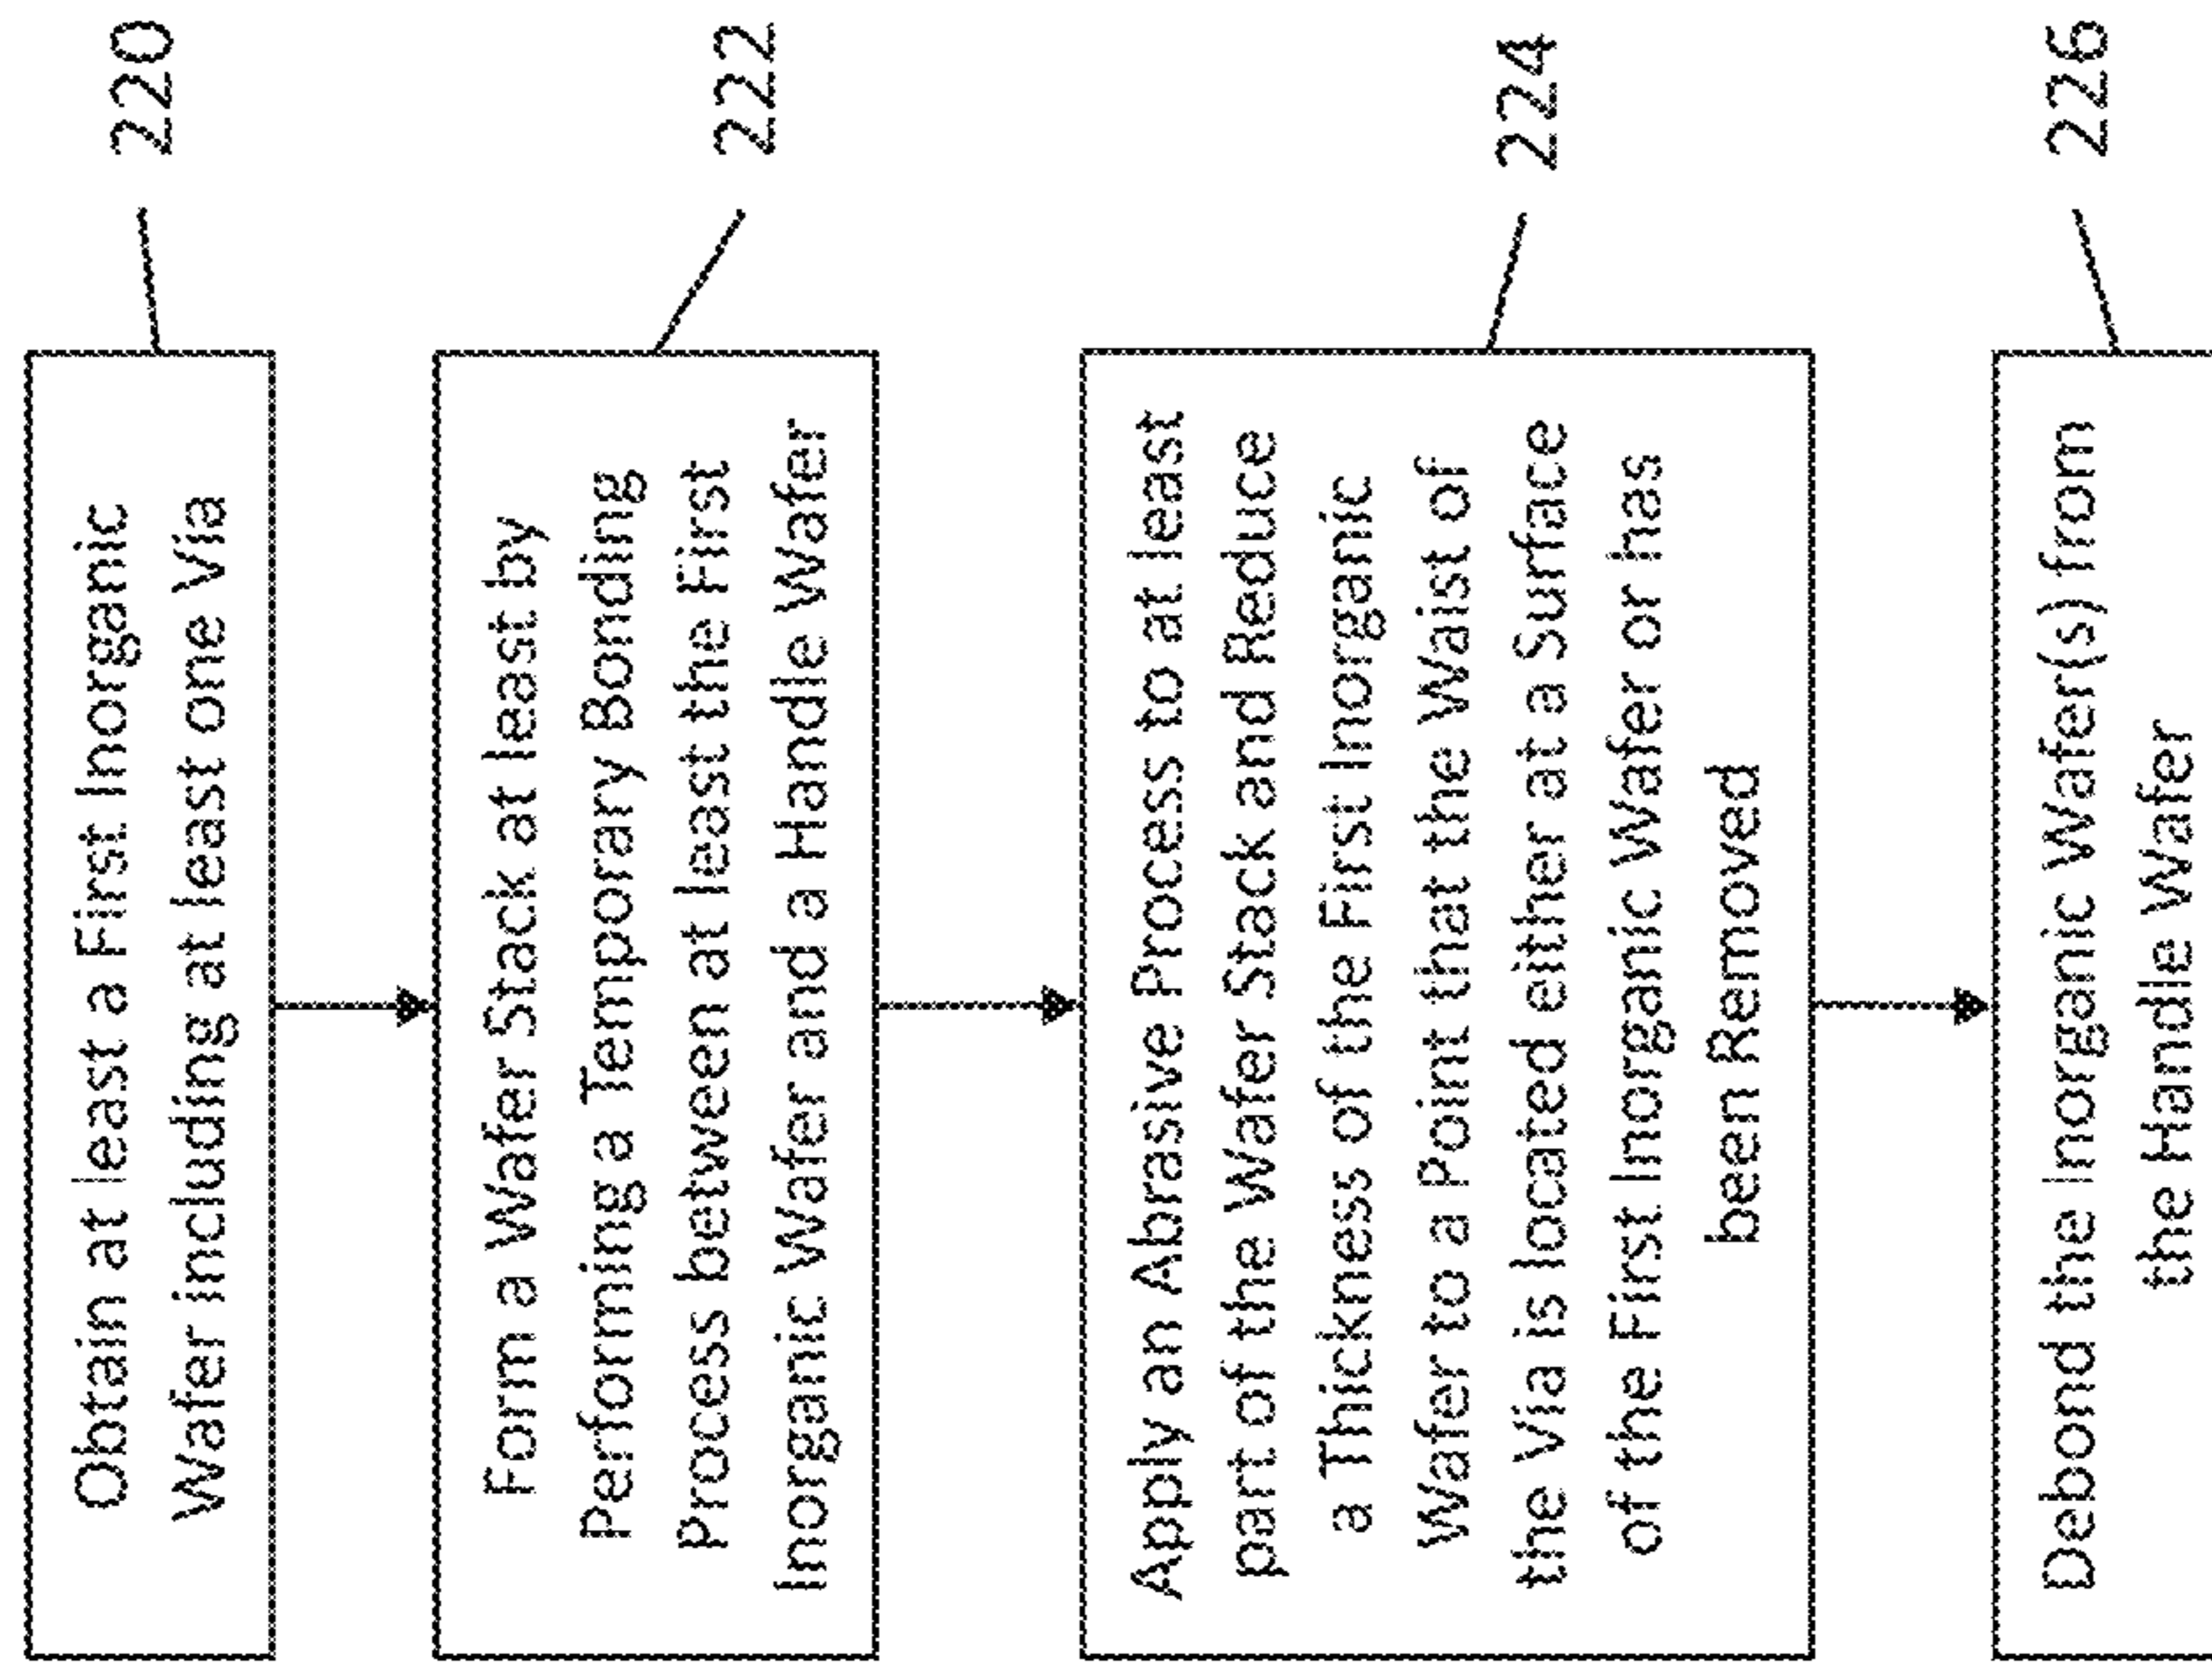 Obtain at least a First Inorganic
Wafer including at least one Via
220
Form a Wafer Stack at least by
Performing a Temporary Bonding
Process between at least the First
Inorganic Wafer and a Handle Wafer
222
Apply an Abrasive Process to at least
part of the Wafer Stack and Reduce
a Thickness of the First Inorganic
Wafer to a Point that the Waist of
the Via is located either at a Surface
of the First Inorganic Wafer or has
been Removed
224
Debond the Inorganic Wafer(s) from
the Handle Wafer
226